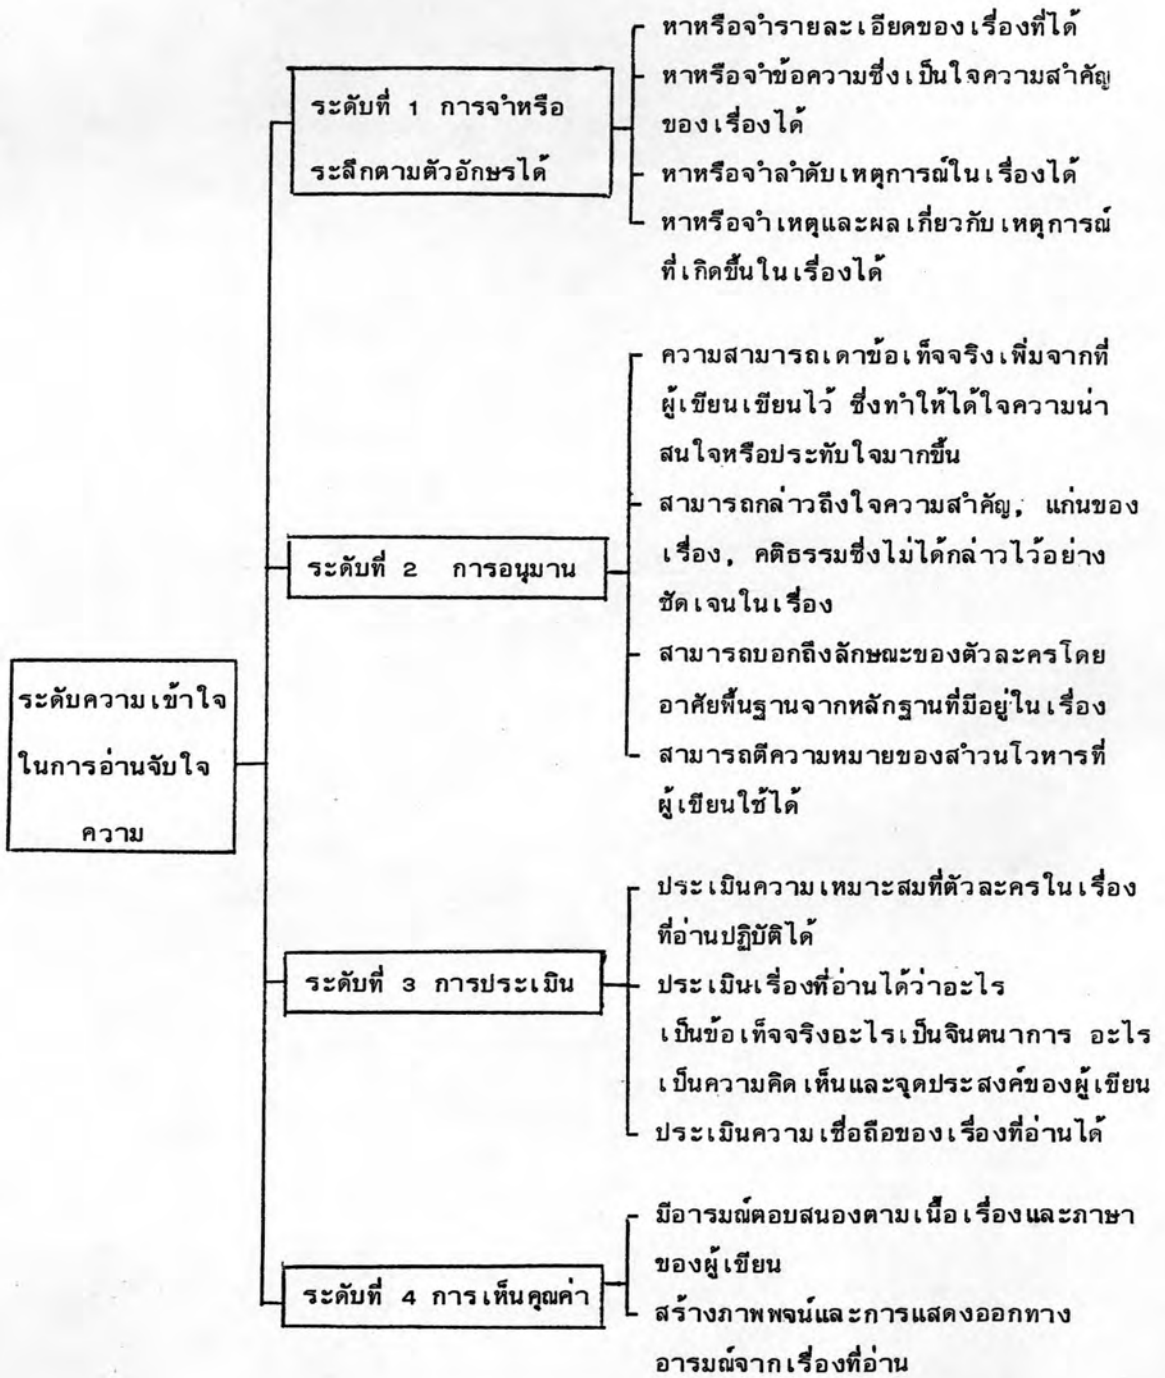 ระดับความเข้าใจ
ในการอ่านจับใจ
ความ
ระดับที่ 1 การจำหรือ
ระลึกตามตัวอักษรได้
หาหรือจำรายละเอียดของเรื่องที่ได้
หาหรือจำข้อความซึ่งเป็นใจความสำคัญ
ของเรื่องได้
หาหรือจำลำดับเหตุการณ์ในเรื่องได้
หาหรือจำเหตุและผลเกี่ยวกับเหตุการณ์
ที่เกิดขึ้นในเรื่องได้
ระดับที่ 2 การอนุมาน
ความสามารถเดาข้อเท็จจริงเพิ่มจากที่
ผู้เขียนเขียนไว้ ซึ่งทำให้ได้ใจความน่า
สนใจหรือประทับใจมากขึ้น
สามารถกล่าวถึงใจความสำคัญ, แก่นของ
เรื่อง, คติธรรมซึ่งไม่ได้กล่าวไว้อย่าง
ชัดเจนในเรื่อง
สามารถบอกถึงลักษณะของตัวละครโดย
อาศัยพื้นฐานจากหลักฐานที่มีอยู่ในเรื่อง
สามารถตีความหมายของสำวนโวหารที่
ผู้เขียนใช้ได้
ระดับที่ 3 การประเมิน
ประเมินความเหมาะสมที่ตัวละครในเรื่อง
ที่อ่านปฏิบัติได้
ประเมินเรื่องที่อ่านได้ว่าอะไร
เป็นข้อเท็จจริงอะไรเป็นจินตนาการ อะไร
เป็นความคิดเห็นและจุดประสงค์ของผู้เขียน
ประเมินความเชื่อถือของเรื่องที่อ่านได้
ระดับที่ 4 การเห็นคุณค่า
มีอารมณ์ตอบสนองตามเนื้อเรื่องและภาษา
ของผู้เขียน
สร้างภาพพจน์และการแสดงออกทาง
อารมณ์จากเรื่องที่อ่าน